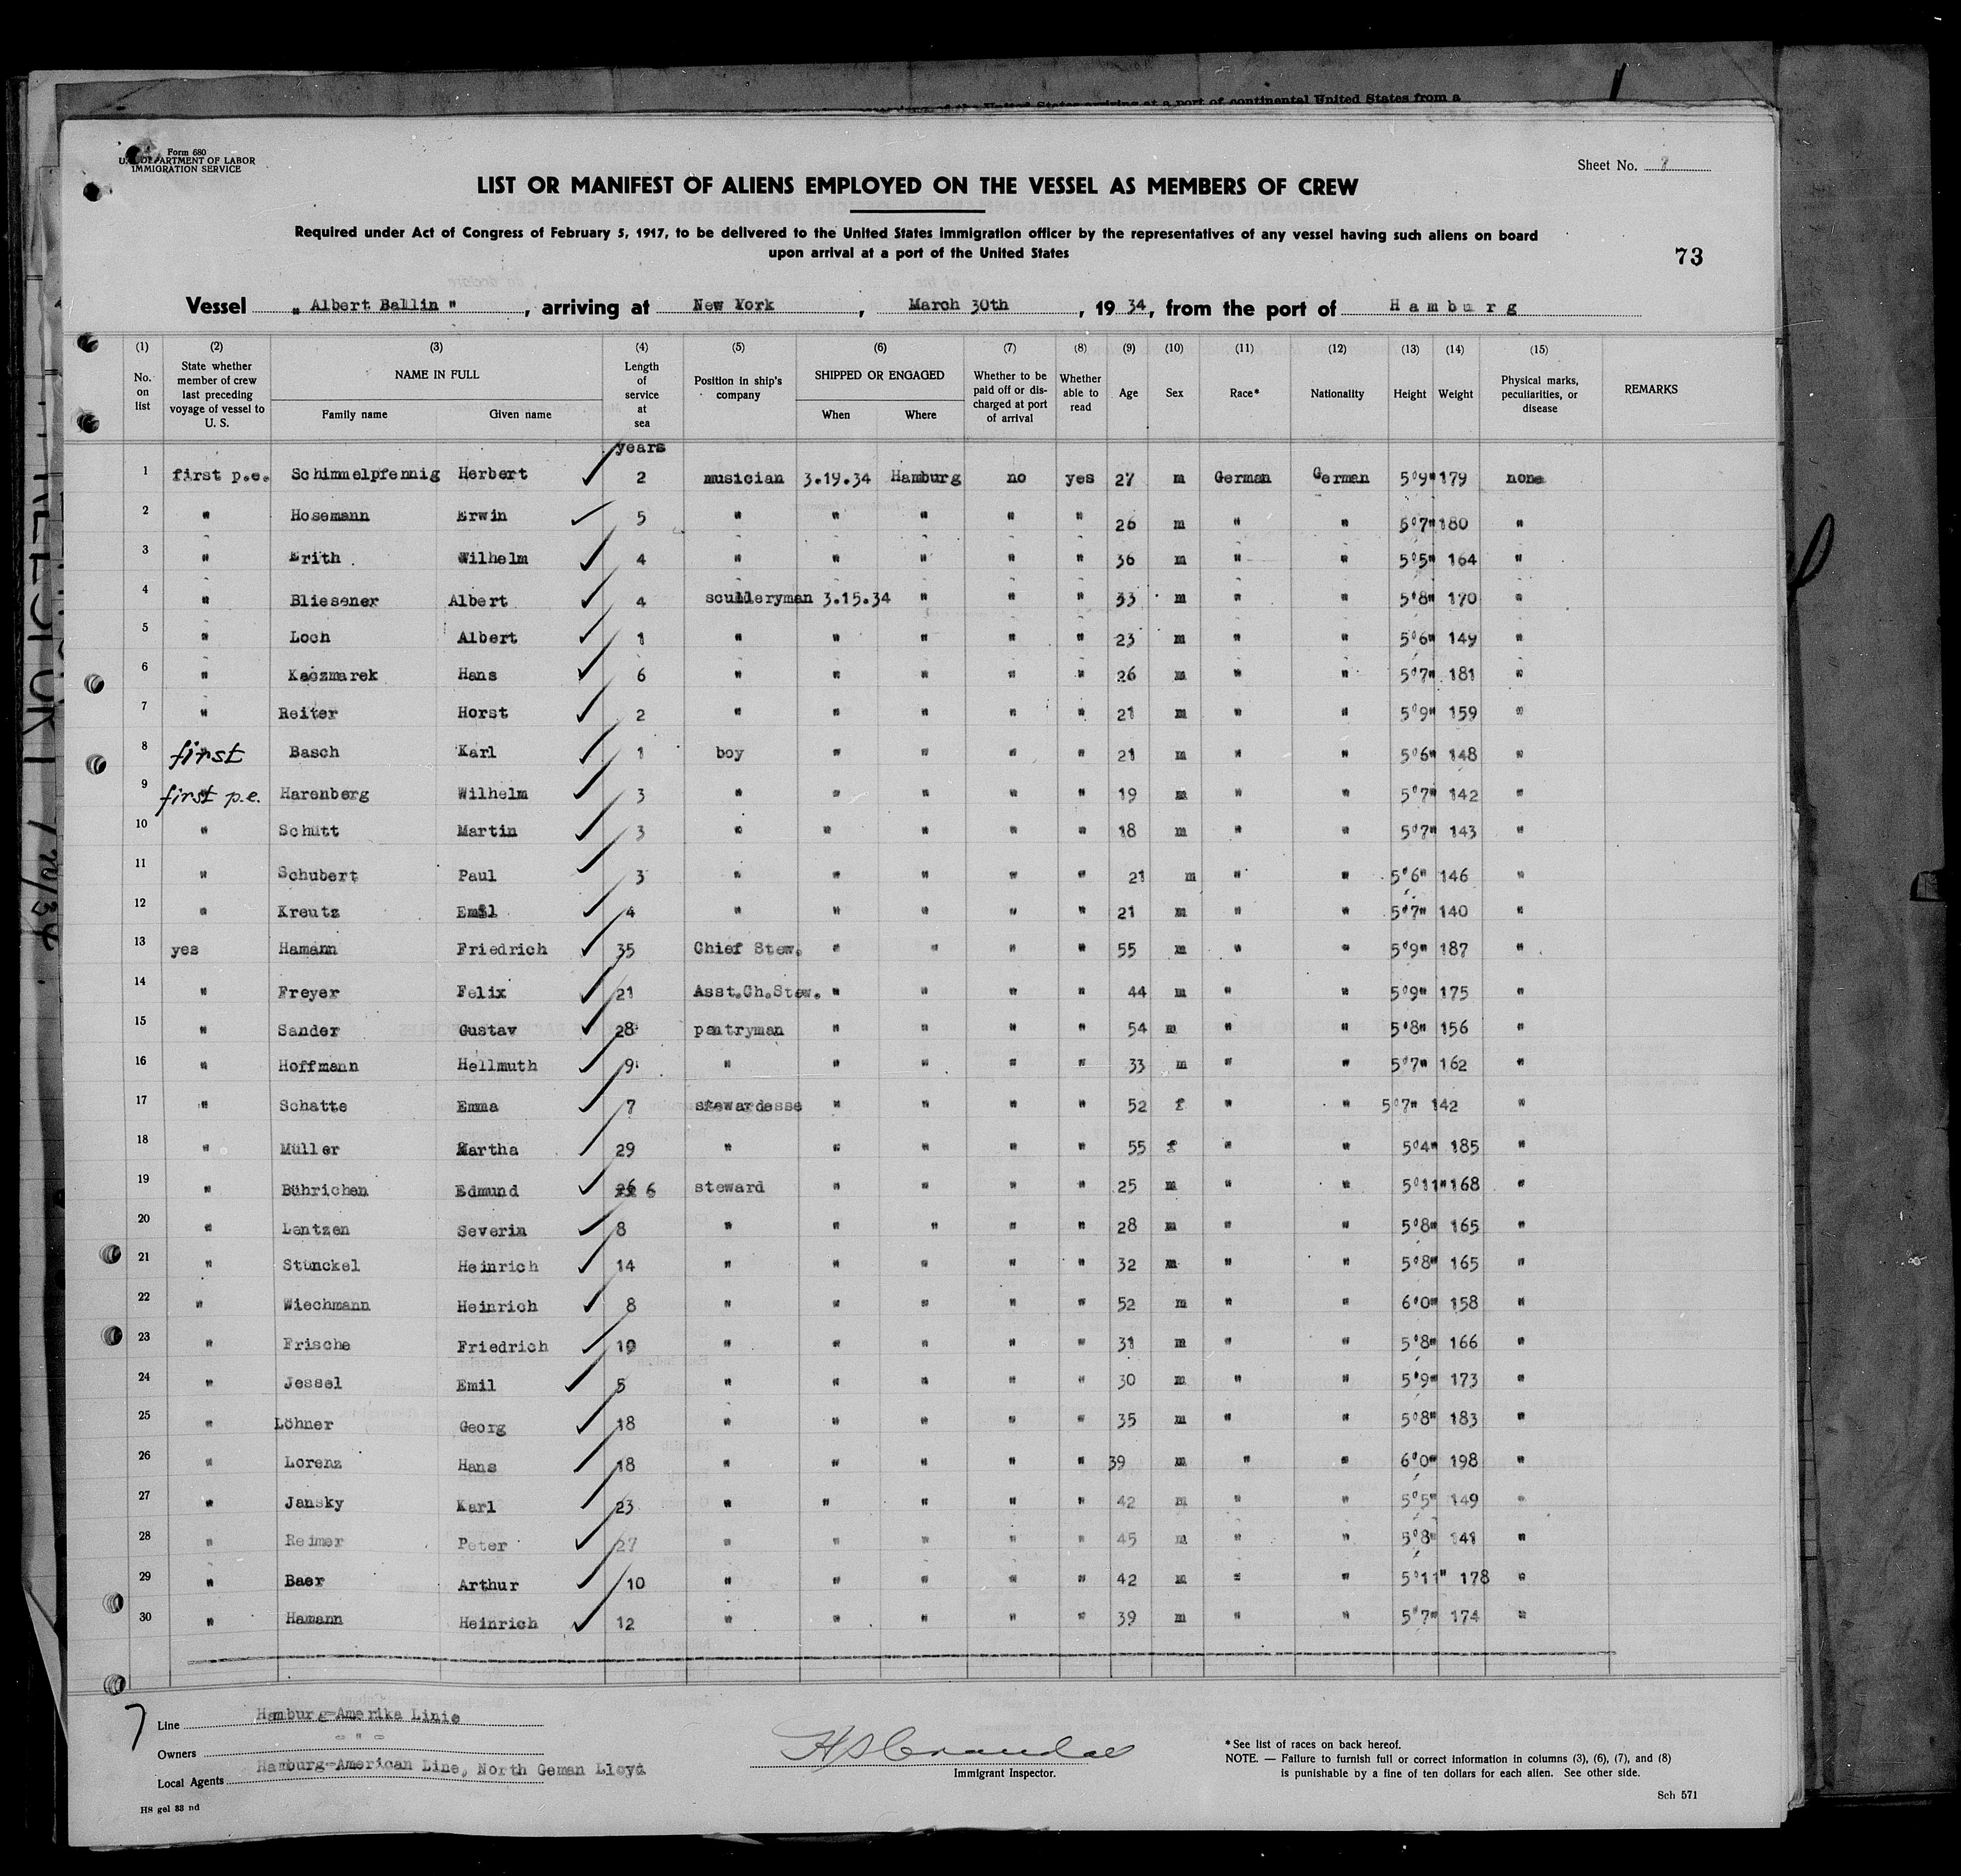 Form 680
U.S. DEPARTMENT OF LABOR
IMMIGRATION SERVICE
Sheet No.
LIST OR MANIFEST OF ALIENS EMPLOYED ON THE VESSEL AS MEMBERS OF CREW
Required under Act of Congress of February 5, 1917, to be delivered to the United States immigration officer by the representatives of any vessel having such aliens on board
upon arrival at a port of the United States
73
Vessel „ Albert Ballin " , arriving at New York , March 30th , 19 34, from the port of Hamburg
(1) (2) (3) (4) (5) (6) (7) (8) (9) (10) (11) (12) (13) (14) (15)
No. on list State whether member of crew last preceding voyage of vessel to U. S. NAME IN FULL Family name Given name Length of service at sea Position in ship's company SHIPPED OR ENGAGED When Where Whether to be paid off or discharged at port of arrival Whether able to read Age Sex Race* Nationality Height Weight Physical marks, peculiarities, or disease REMARKS
years
1 first p.e. Schimmelpfennig Herbert 2 musician 3.19.34 Hamburg no yes 27 m German German 5'9" 179 none
2 " Hosemann Erwin 5 " " " " " 26 m " " 5'7" 180 "
3 " Erith Wilhelm 4 " " " " " 36 m " " 5'5" 164 "
4 " Bliesener Albert 4 sculleryman 3.15.34 " " " 33 m " " 5'8" 170 "
5 " Loch Albert 1 " " " " " 23 m " " 5'6" 149 "
6 " Kaczmarek Hans 6 " " " " " 26 m " " 5'7" 181 "
7 " Reiter Horst 2 " " " " " 21 m " " 5'9" 159 "
8 first Basch Karl 1 boy " " " " 21 m " " 5'6" 148 "
9 first p.e. Harenberg Wilhelm 3 " " " " " 19 m " " 5'7" 142 "
10 " Schütt Martin 3 " " " " " 18 m " " 5'7" 143 "
11 " Schubert Paul 3 " " " " " 21 m " " 5'6" 146 "
12 " Kreutz Emil 4 " " " " " 21 m " " 5'7" 140 "
13 yes Hamann Friedrich 35 Chief Stew. " " " " 55 m " " 5'9" 187 "
14 " Freyer Felix 21 Asst.Ch.Stew. " " " " 44 m " " 5'9" 175 "
15 " Sander Gustav 28 pantryman " " " " 54 m " " 5'8" 156 "
16 " Hoffmann Hellmuth 9 " " " " " 33 m " " 5'7" 162 "
17 " Schatte Emma 7 stewardesse " " " " 52 f " " 5'7" 142 "
18 " Müller Martha 29 " " " " " 55 f " " 5'4" 185 "
19 " Bührichen Edmund 6 steward " " " " 25 m " " 5'11" 168 "
20 " Lentzen Severin 8 " " " " " 28 m " " 5'8" 165 "
21 " Stünckel Heinrich 14 " " " " " 32 m " " 5'8" 165 "
22 " Wiechmann Heinrich 8 " " " " " 52 m " " 6'0" 158 "
23 " Frische Friedrich 10 " " " " " 31 m " " 5'8" 166 "
24 " Jessel Emil 5 " " " " " 30 m " " 5'9" 173 "
25 " Löhner Georg 18 " " " " " 35 m " " 5'8" 183 "
26 " Lorenz Hans 18 " " " " " 39 m " " 6'0" 198 "
27 " Jansky Karl 23 " " " " " 42 m " " 5'5" 149 "
28 " Reimer Peter 27 " " " " " 45 m " " 5'8" 141 "
29 " Baer Arthur 10 " " " " " 42 m " " 5'11" 178 "
30 " Hamann Heinrich 12 " " " " " 39 m " " 5'7" 174 "
7
Line Hamburg-Amerika Linie
Owners - " -
Local Agents Hamburg-American Line, North Geman Lloyd
Immigrant Inspector.
* See list of races on back hereof.
NOTE. — Failure to furnish full or correct information in columns (3), (6), (7), and (8)
is punishable by a fine of ten dollars for each alien. See other side.
HS gel 33 nd
Sch 571